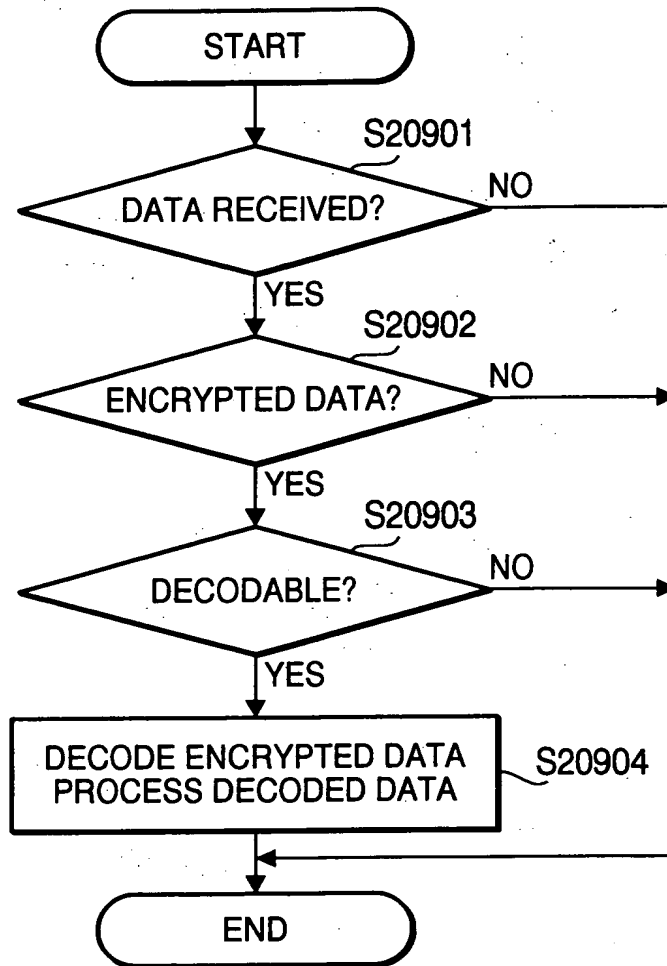 START
S20901
DATA RECEIVED?
NO
YES
S20902
ENCRYPTED DATA?
NO
YES
S20903
DECODABLE?
NO
YES
DECODE ENCRYPTED DATA
PROCESS DECODED DATA
S20904
END